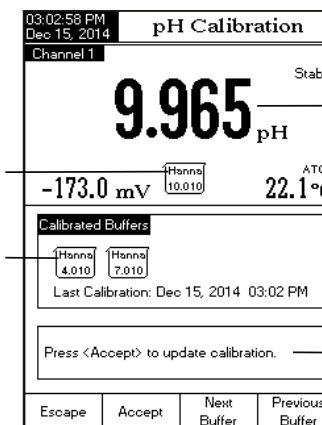 03:02:58 PM
Dec 15, 2014
pH Calibration
Channel 1
Stab
9.965 pH
-173.0 mV
Hanna
10.010
ATC
22.1°
Calibrated Buffers
Hanna
4.010
Hanna
7.010
Last Calibration: Dec 15, 2014 03:02 PM
Press <Accept> to update calibration.
Escape
Accept
Next
Buffer
Previous
Buffer